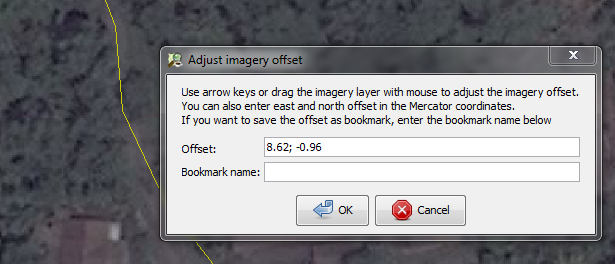 Adjust imagery offset
Use arrow keys or drag the imagery layer with mouse to adjust the imagery offset.
You can also enter east and north offset in the Mercator coordinates.
If you want to save the offset as bookmark, enter the bookmark name below
Offset: 8.62; -0.96
Bookmark name:
OK Cancel